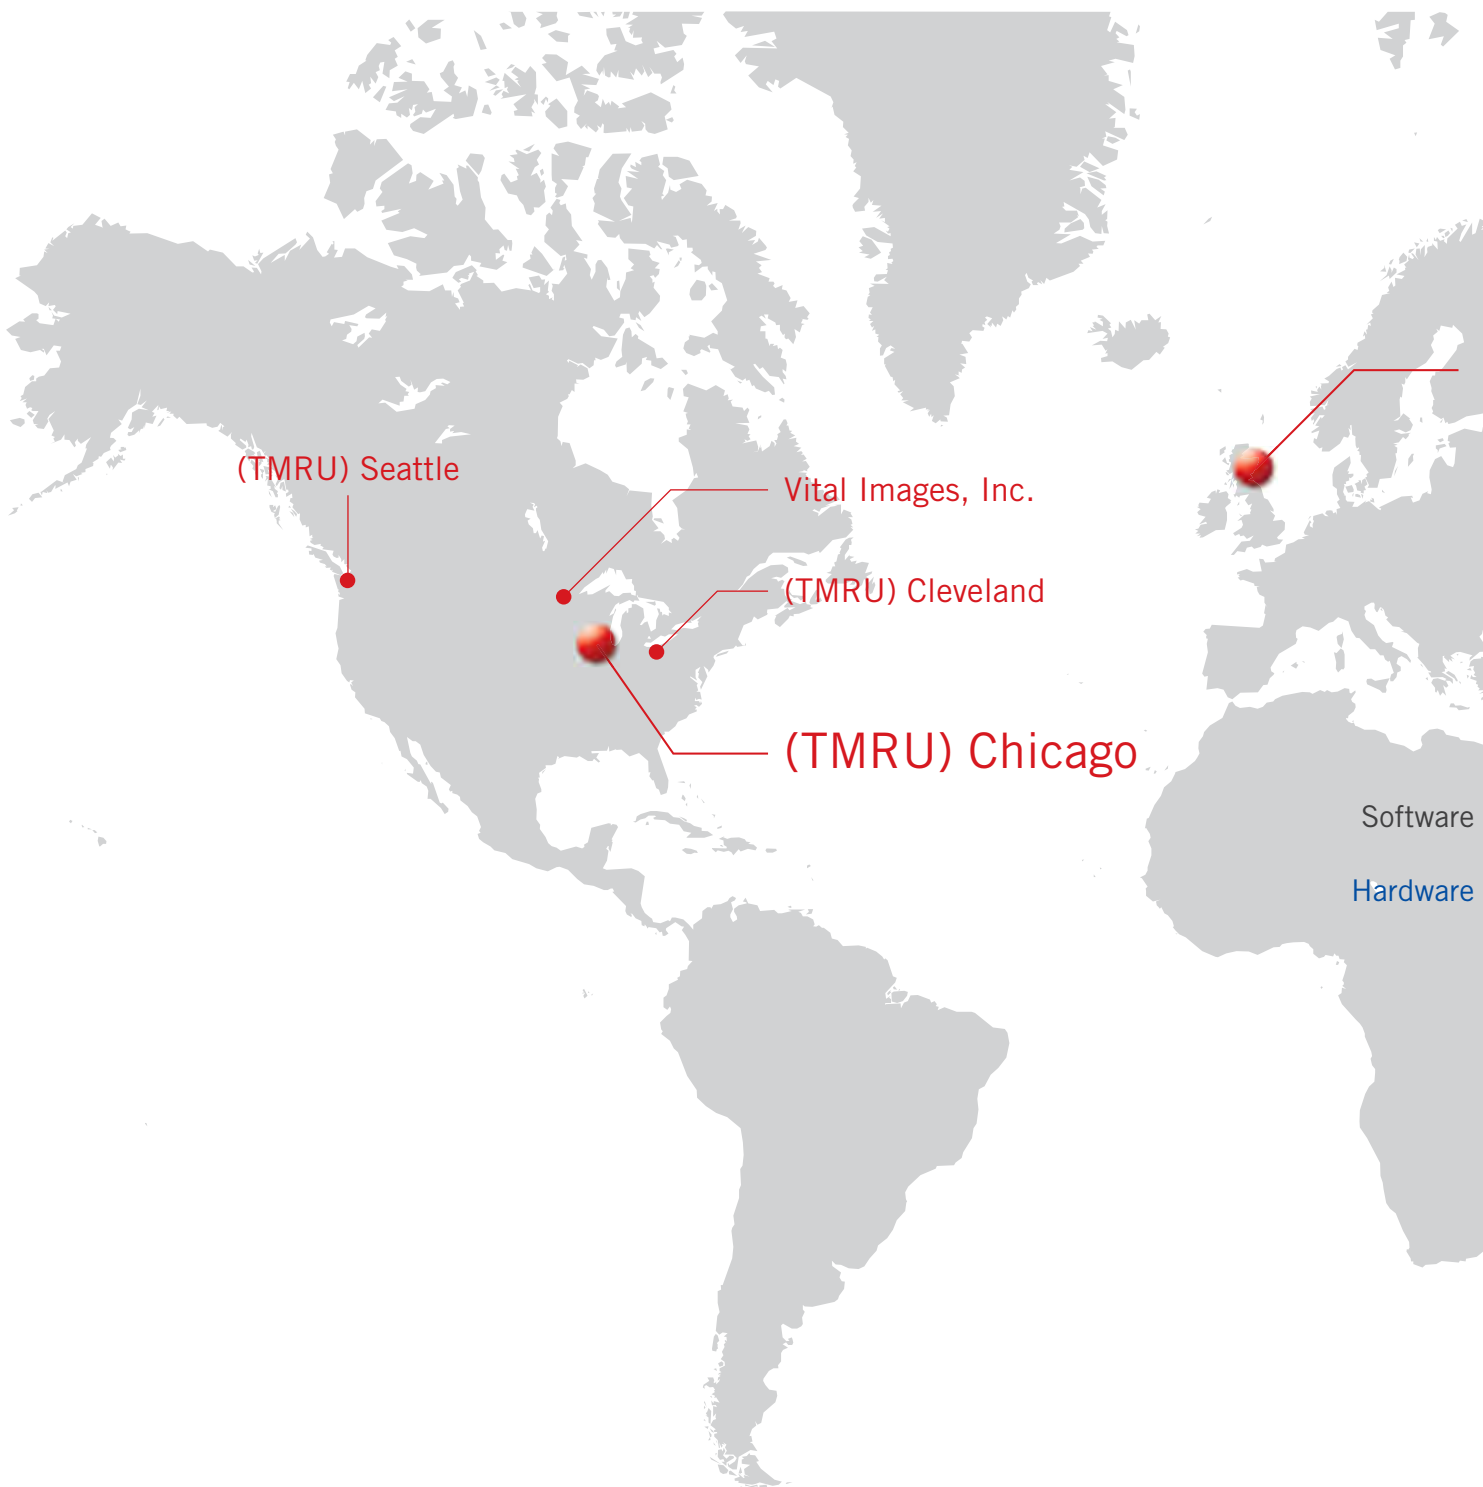 (TMRU) Seattle
Vital Images, Inc.
(TMRU) Cleveland
(TMRU) Chicago
Software
Hardware